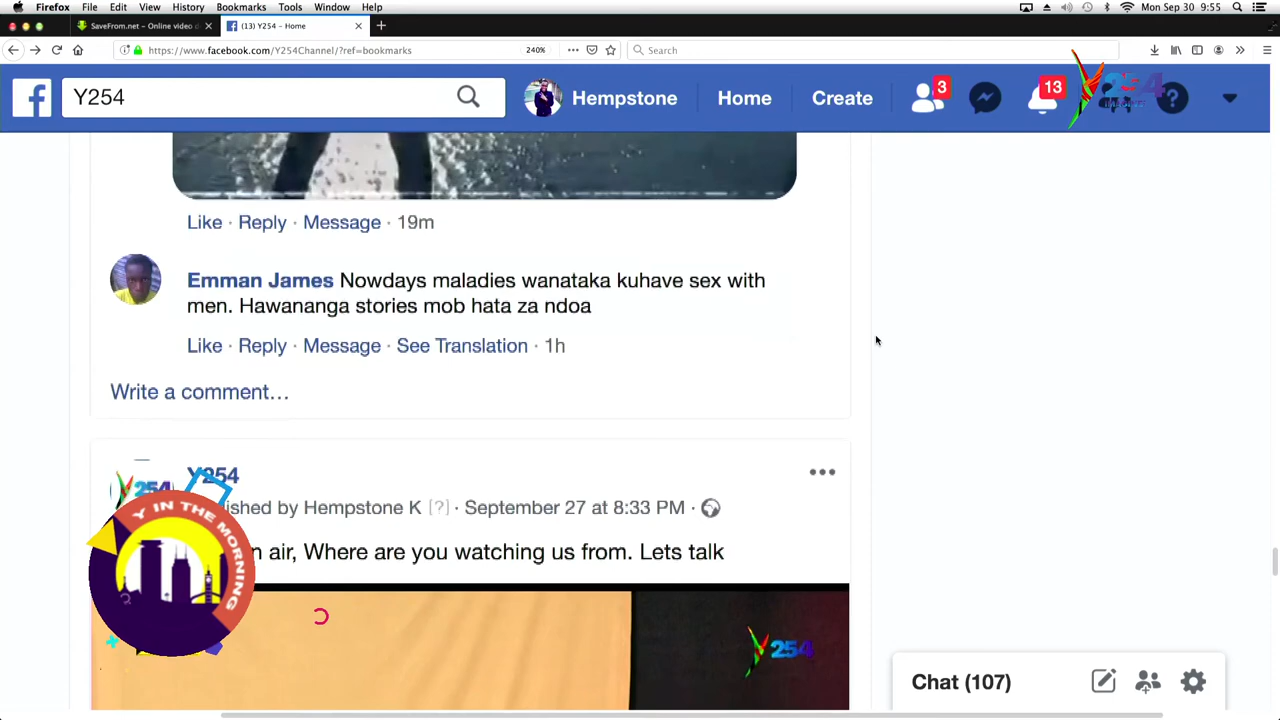 Firefox File Edit View History Bookmarks Tools Window Help Mon Sep 30 9:55
SaveFrom.net – Online video d (13) Y254 - Home
https://www.facebook.com/Y254Channel/?ref=bookmarks 240% Search
Y254 Hempstone Home Create 3 13 254
Like · Reply · Message · 19m
Emman James Nowdays maladies wanataka kuhave sex with
men. Hawananga stories mob hata za ndoa
Like · Reply · Message · See Translation · 1h
Write a comment…
Y254
254
ished by Hempstone K [?] · September 27 at 8:33 PM ·
n air, Where are you watching us from. Lets talk
Y IN THE MORNING
254
Chat (107)